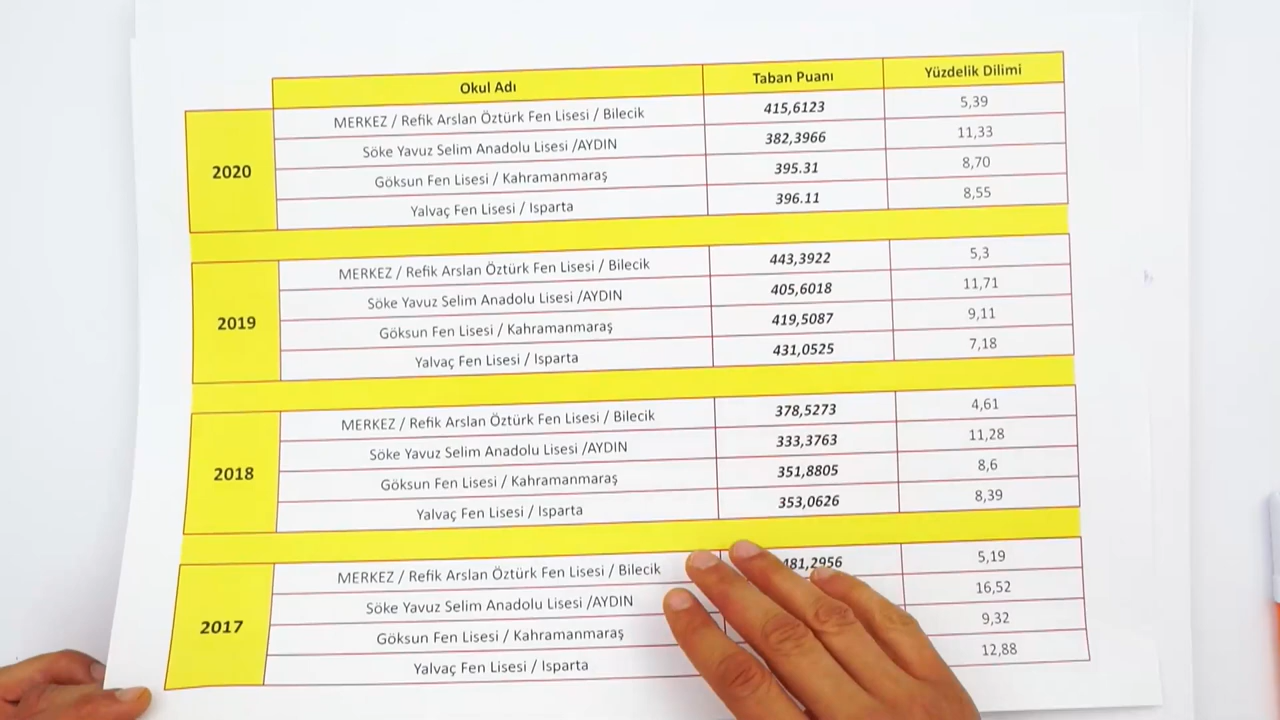 Okul Adı Taban Puanı Yüzdelik Dilimi
2020
MERKEZ / Refik Arslan Öztürk Fen Lisesi / Bilecik 415,6123 5,39
Söke Yavuz Selim Anadolu Lisesi /AYDIN 382,3966 11,33
Göksun Fen Lisesi / Kahramanmaraş 395.31 8,70
Yalvaç Fen Lisesi / Isparta 396.11 8,55
2019
MERKEZ / Refik Arslan Öztürk Fen Lisesi / Bilecik 443,3922 5,3
Söke Yavuz Selim Anadolu Lisesi /AYDIN 405,6018 11,71
Göksun Fen Lisesi / Kahramanmaraş 419,5087 9,11
Yalvaç Fen Lisesi / Isparta 431,0525 7,18
2018
MERKEZ / Refik Arslan Öztürk Fen Lisesi / Bilecik 378,5273 4,61
Söke Yavuz Selim Anadolu Lisesi /AYDIN 333,3763 11,28
Göksun Fen Lisesi / Kahramanmaraş 351,8805 8,6
Yalvaç Fen Lisesi / Isparta 353,0626 8,39
2017
MERKEZ / Refik Arslan Öztürk Fen Lisesi / Bilecik 481,2956 5,19
Söke Yavuz Selim Anadolu Lisesi /AYDIN 16,52
Göksun Fen Lisesi / Kahramanmaraş 9,32
Yalvaç Fen Lisesi / Isparta 12,88